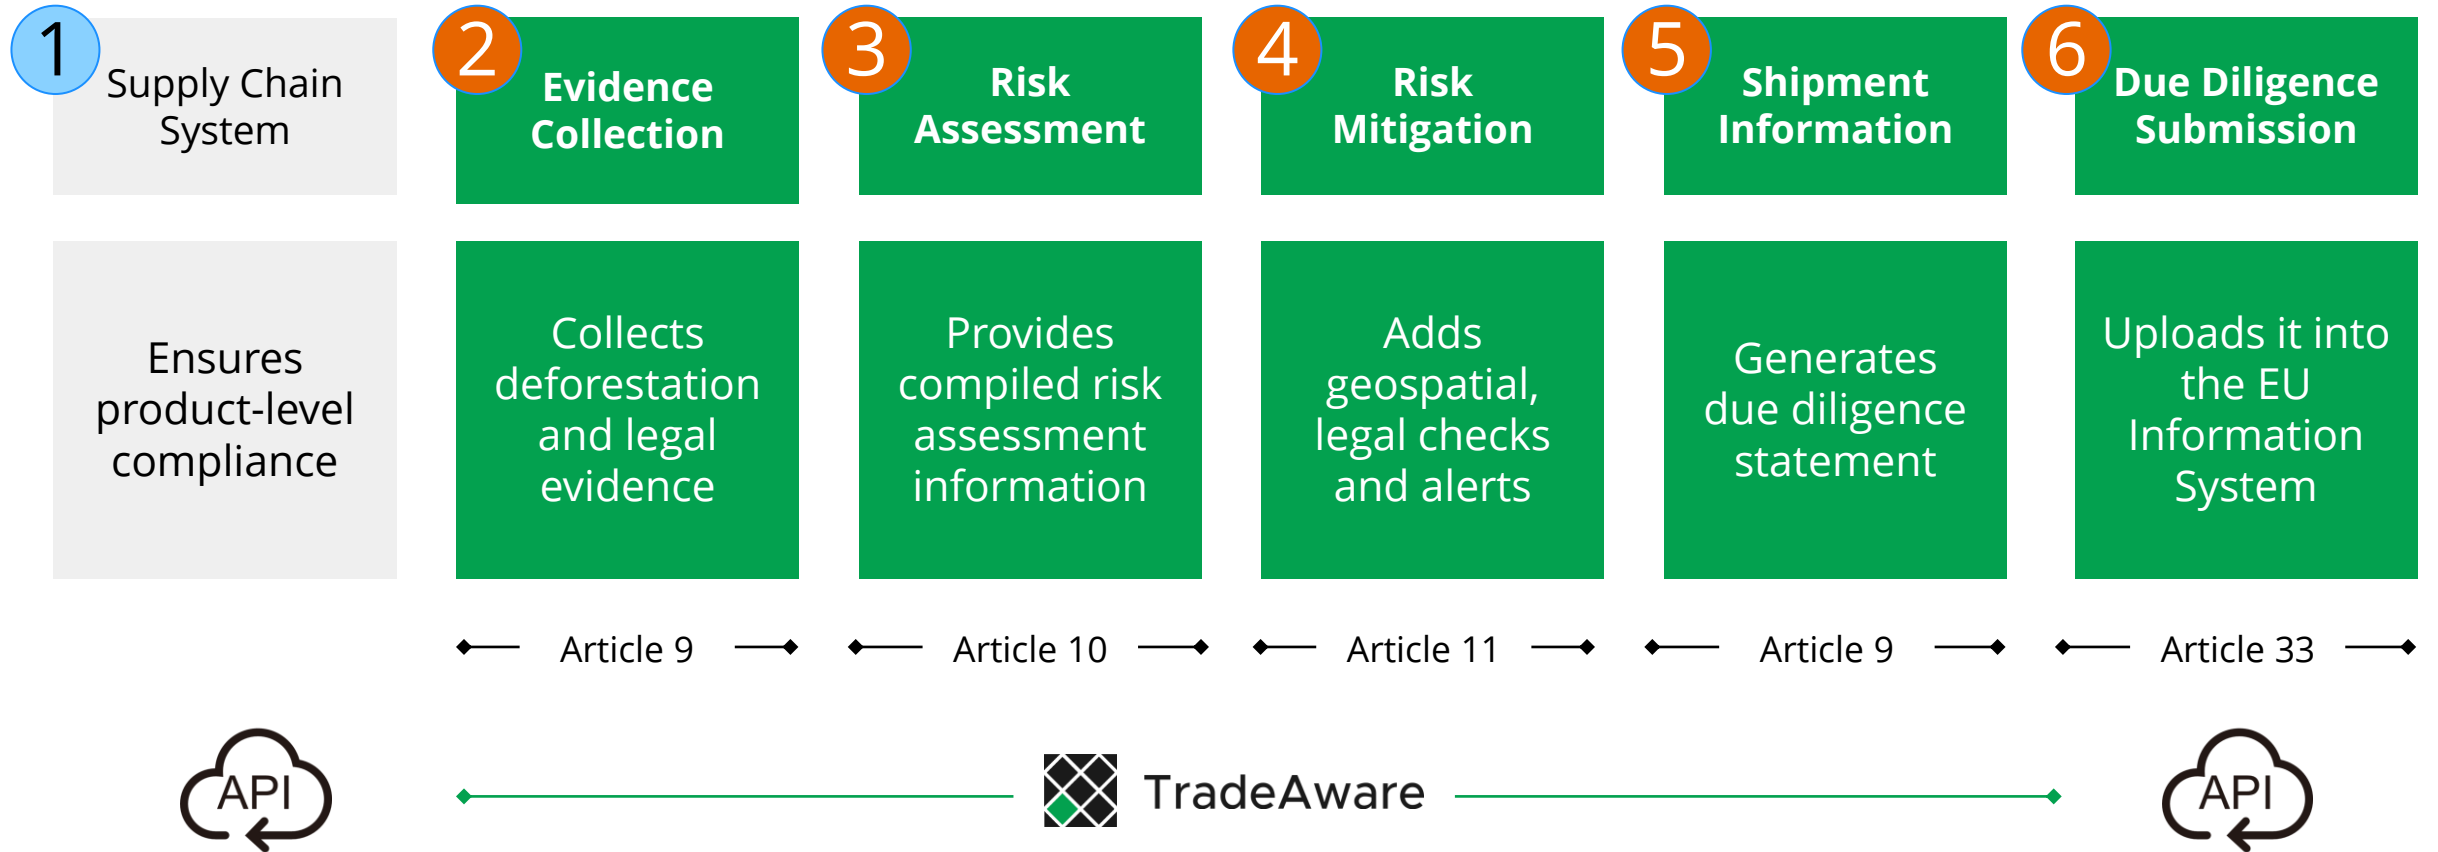 1
Supply Chain
System
2
Evidence
Collection
3
Risk
Assessment
4
Risk
Mitigation
5
Shipment
Information
6
Due Diligence
Submission
Ensures
product-level
compliance
Collects
deforestation
and legal
evidence
Provides
compiled risk
assessment
information
Adds
geospatial,
legal checks
and alerts
Generates
due diligence
statement
Uploads it into
the EU
Information
System
Article 9
Article 10
Article 11
Article 9
Article 33
API
TradeAware
API